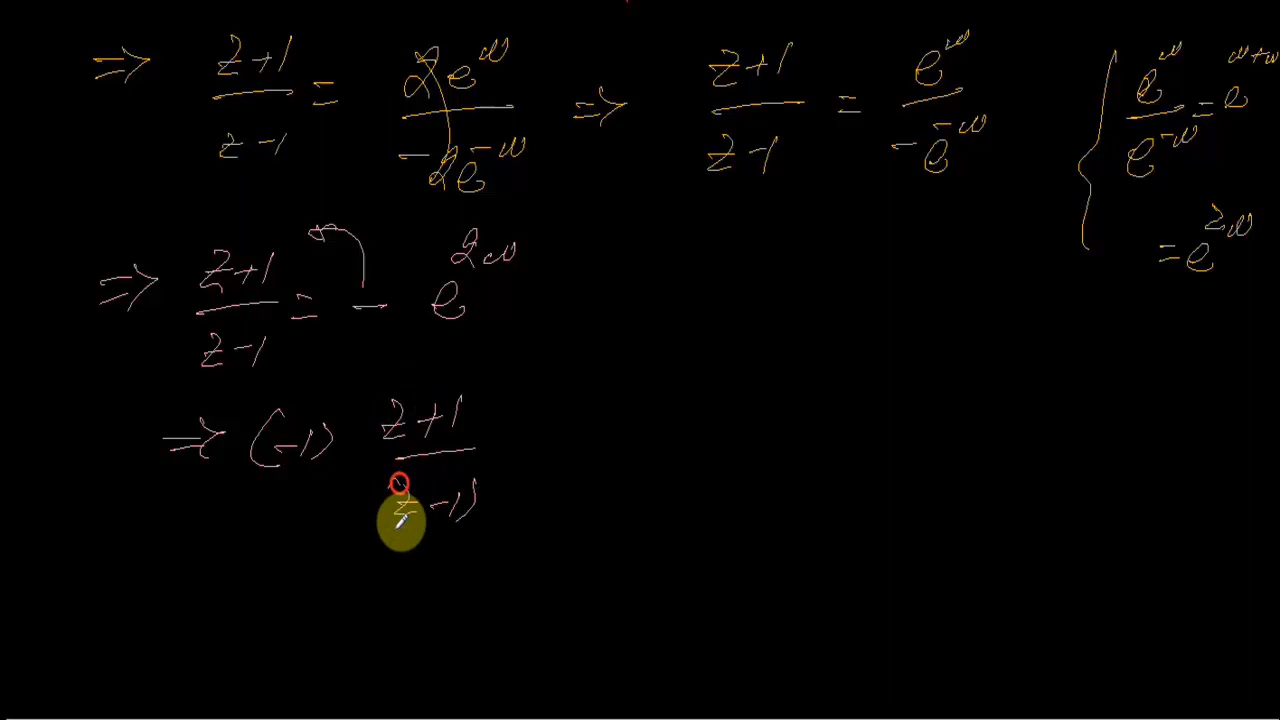 ⇒ z+1/z-1 = 2e^w/-2e^-w ⇒ z+1/z-1 = e^w/-e^-w { e^w/e^-w = e^w+w
= e^2w
⇒ z+1/z-1 = - e^2w
⇒ (-1) z+1/z-1)